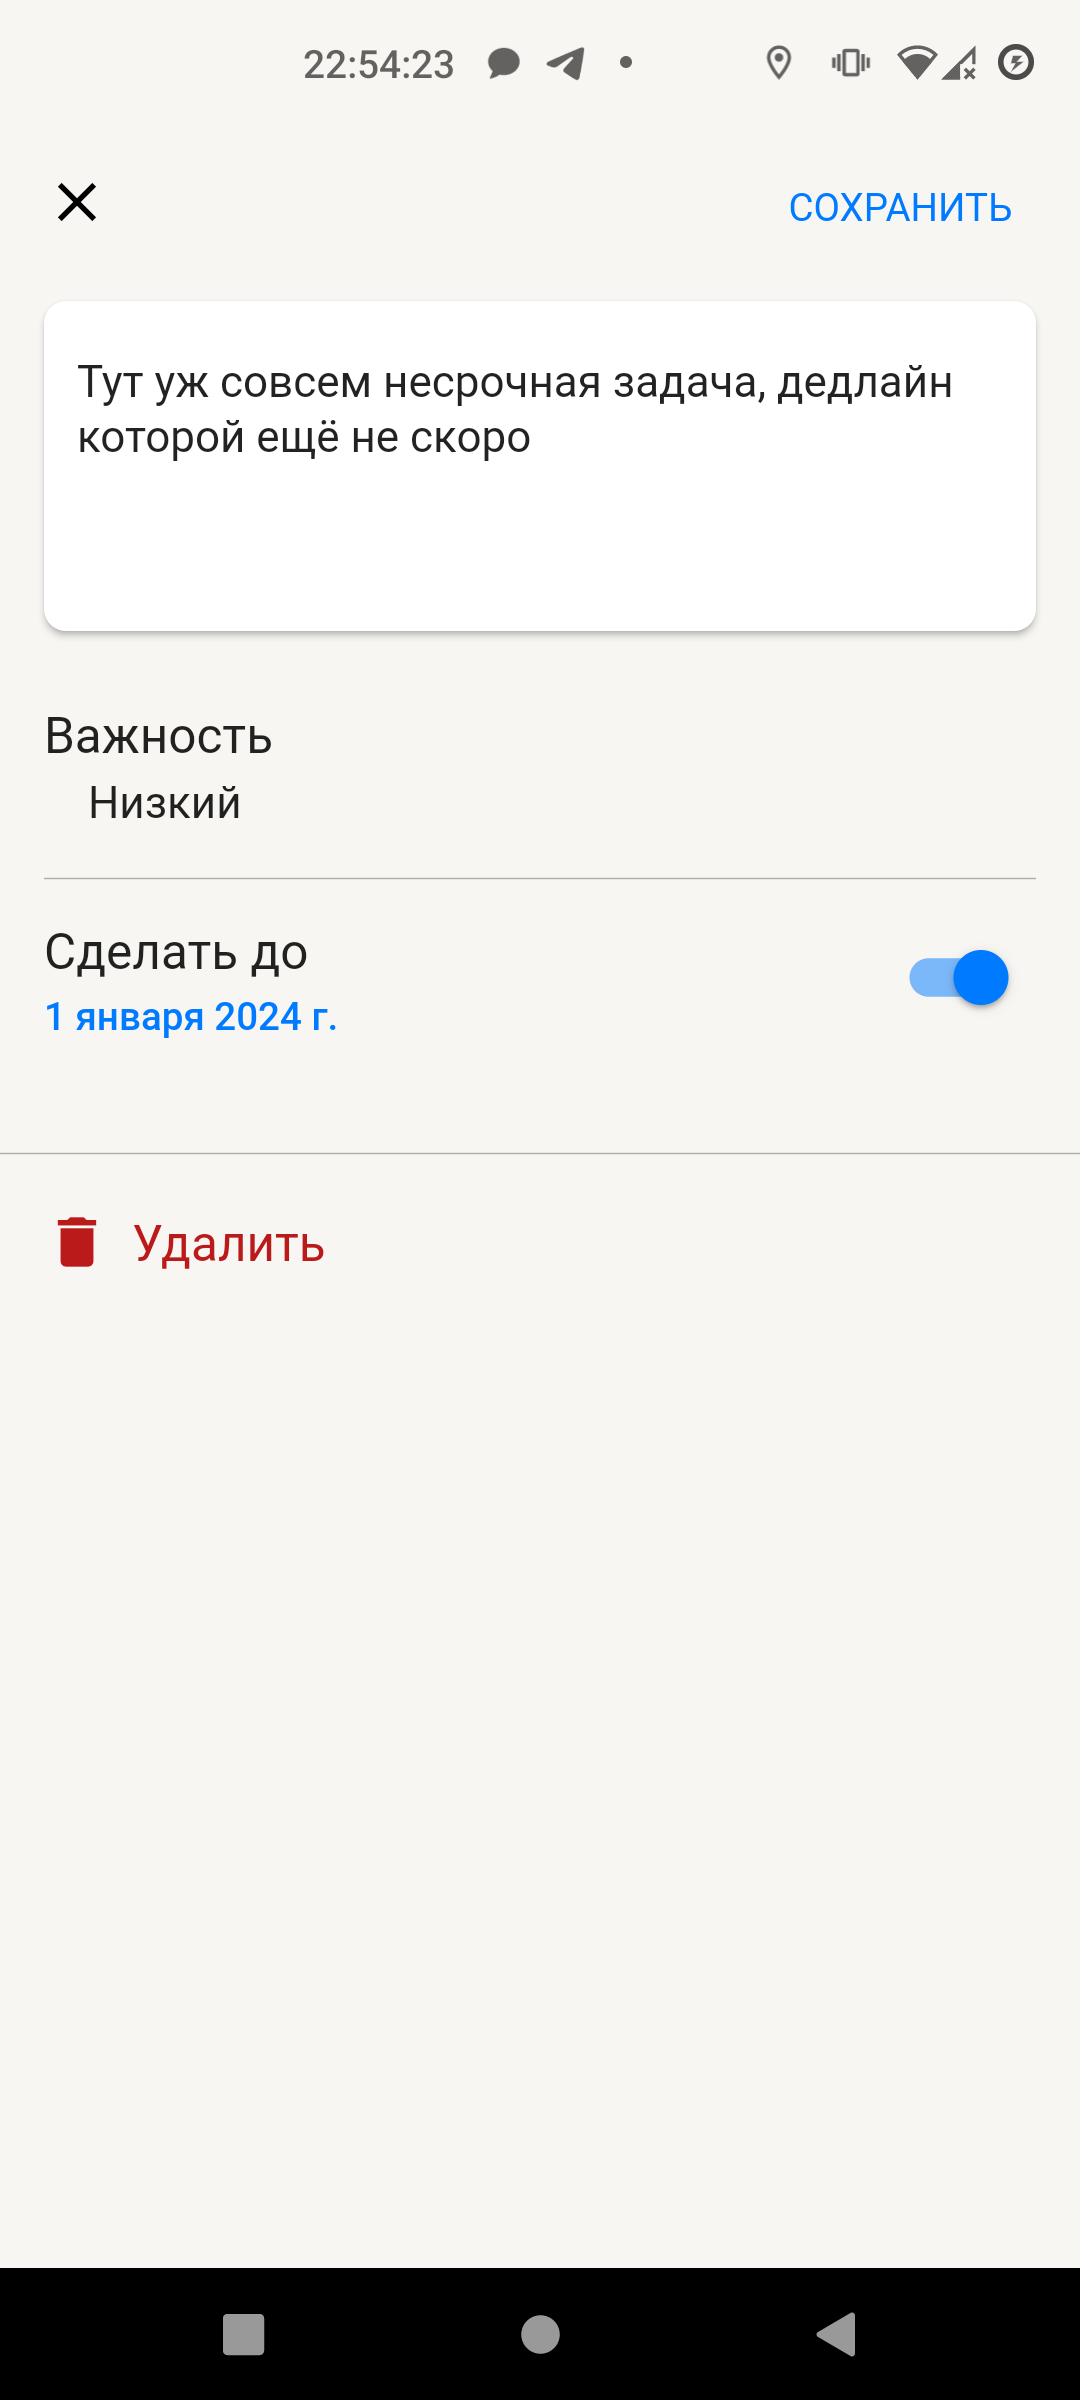 22:54:23
СОХРАНИТЬ
Тут уж совсем несрочная задача, дедлайн
которой ещё не скоро
Важность
Низкий
Сделать до
1 января 2024 г.
Удалить